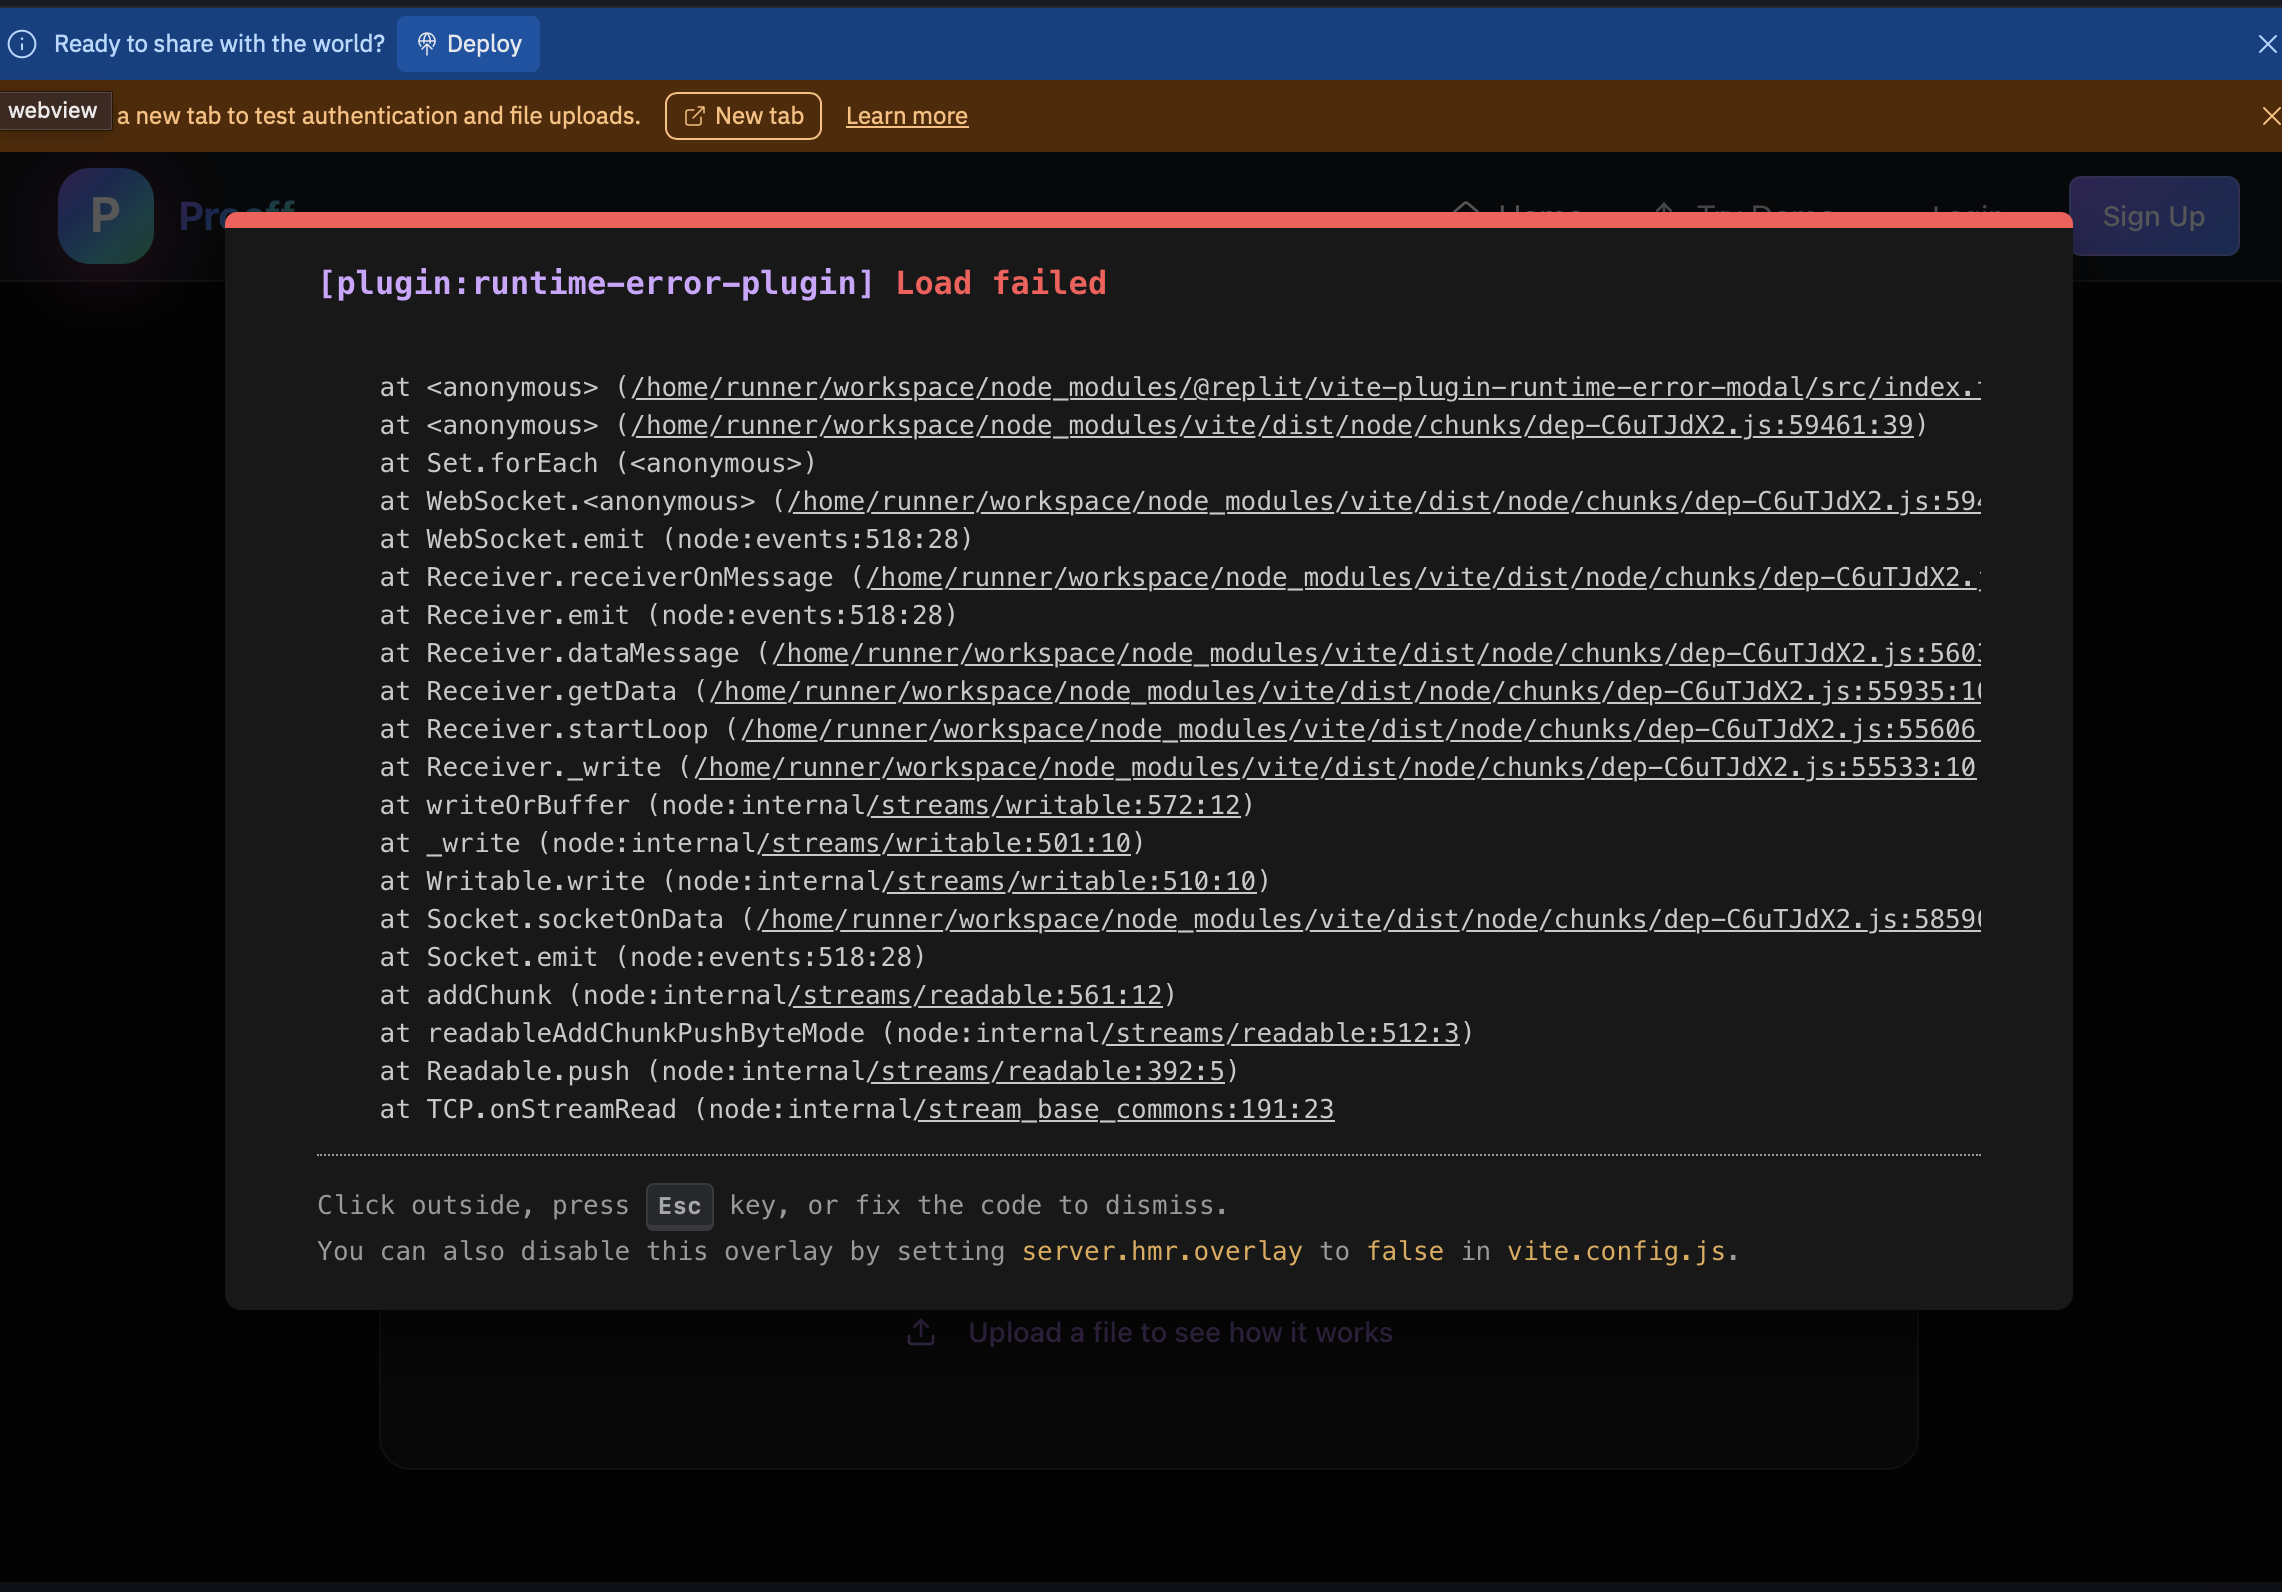 Ready to share with the world? Deploy
webview a new tab to test authentication and file uploads. New tab Learn more
P Prooff Home Try Demo Login Sign Up
[plugin:runtime-error-plugin] Load failed
at <anonymous> (/home/runner/workspace/node_modules/@replit/vite-plugin-runtime-error-modal/src/index.
at <anonymous> (/home/runner/workspace/node_modules/vite/dist/node/chunks/dep-C6uTJdX2.js:59461:39)
at Set.forEach (<anonymous>)
at WebSocket.<anonymous> (/home/runner/workspace/node_modules/vite/dist/node/chunks/dep-C6uTJdX2.js:594
at WebSocket.emit (node:events:518:28)
at Receiver.receiverOnMessage (/home/runner/workspace/node_modules/vite/dist/node/chunks/dep-C6uTJdX2.
at Receiver.emit (node:events:518:28)
at Receiver.dataMessage (/home/runner/workspace/node_modules/vite/dist/node/chunks/dep-C6uTJdX2.js:560
at Receiver.getData (/home/runner/workspace/node_modules/vite/dist/node/chunks/dep-C6uTJdX2.js:55935:1
at Receiver.startLoop (/home/runner/workspace/node_modules/vite/dist/node/chunks/dep-C6uTJdX2.js:55606
at Receiver._write (/home/runner/workspace/node_modules/vite/dist/node/chunks/dep-C6uTJdX2.js:55533:10
at writeOrBuffer (node:internal/streams/writable:572:12)
at _write (node:internal/streams/writable:501:10)
at Writable.write (node:internal/streams/writable:510:10)
at Socket.socketOnData (/home/runner/workspace/node_modules/vite/dist/node/chunks/dep-C6uTJdX2.js:5859
at Socket.emit (node:events:518:28)
at addChunk (node:internal/streams/readable:561:12)
at readableAddChunkPushByteMode (node:internal/streams/readable:512:3)
at Readable.push (node:internal/streams/readable:392:5)
at TCP.onStreamRead (node:internal/stream_base_commons:191:23
Click outside, press Esc key, or fix the code to dismiss.
You can also disable this overlay by setting server.hmr.overlay to false in vite.config.js.
Upload a file to see how it works